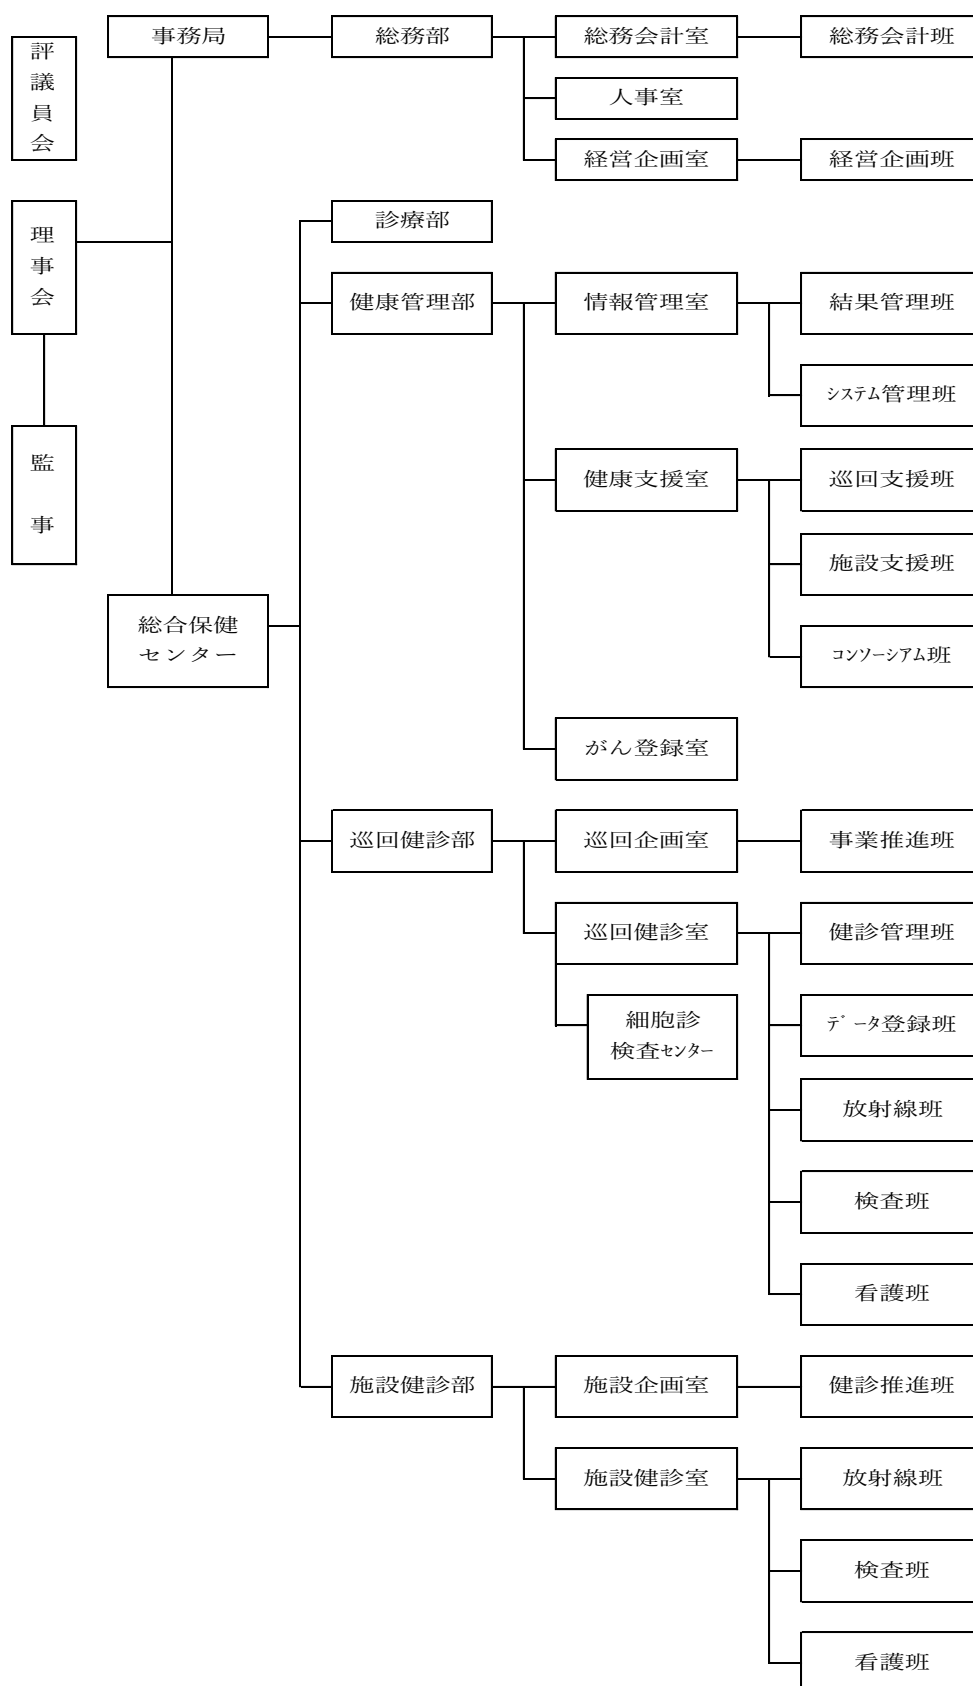 評議員会
事務局
総務部
総務会計室
総務会計班
人事室
経営企画室
経営企画班
理事会
診療部
健康管理部
情報管理室
結果管理班
システム管理班
監事
健康支援室
巡回支援班
施設支援班
総合保健
センター
コンソーシアム班
がん登録室
巡回健診部
巡回企画室
事業推進班
巡回健診室
健診管理班
細胞診
検査センター
データ登録班
放射線班
検査班
看護班
施設健診部
施設企画室
健診推進班
施設健診室
放射線班
検査班
看護班